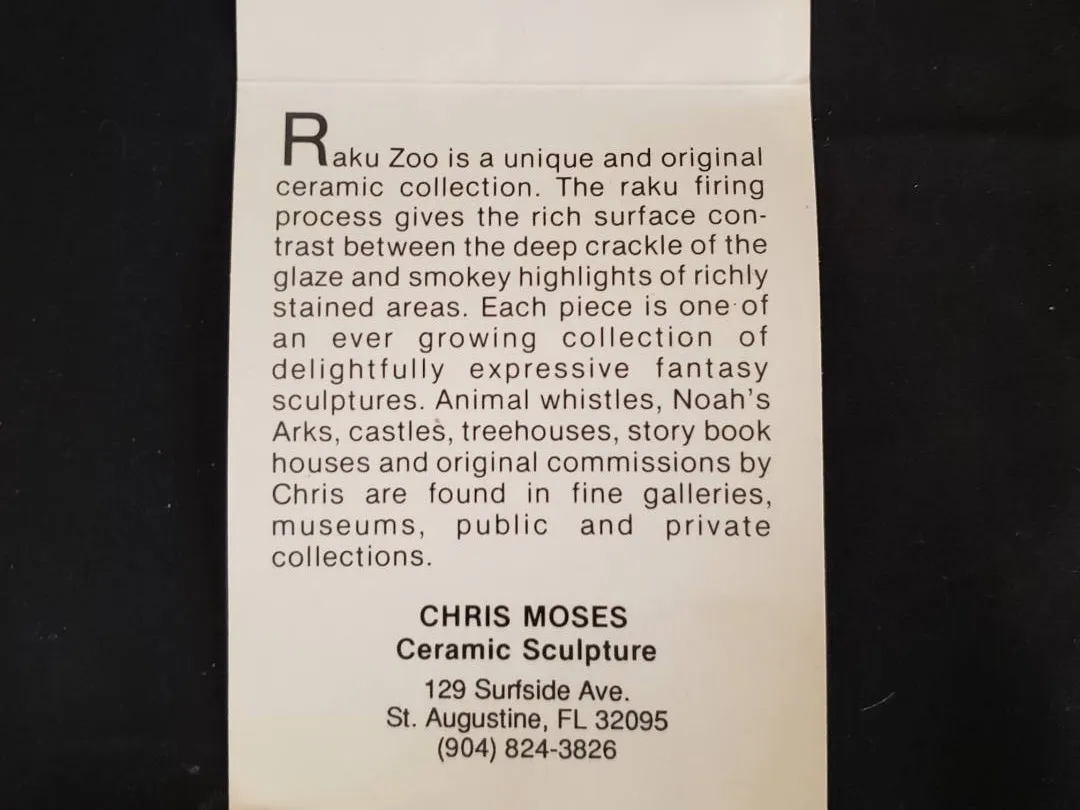 Raku Zoo is a unique and original
ceramic collection. The raku firing
process gives the rich surface con-
trast between the deep crackle of the
glaze and smokey highlights of richly
stained areas. Each piece is one of
an ever growing collection of
delightfully expressive fantasy
sculptures. Animal whistles, Noah's
Arks, castles, treehouses, story book
houses and original commissions by
Chris are found in fine galleries,
museums, public and private
collections.
CHRIS MOSES
Ceramic Sculpture
129 Surfside Ave.
St. Augustine, FL 32095
(904) 824-3826